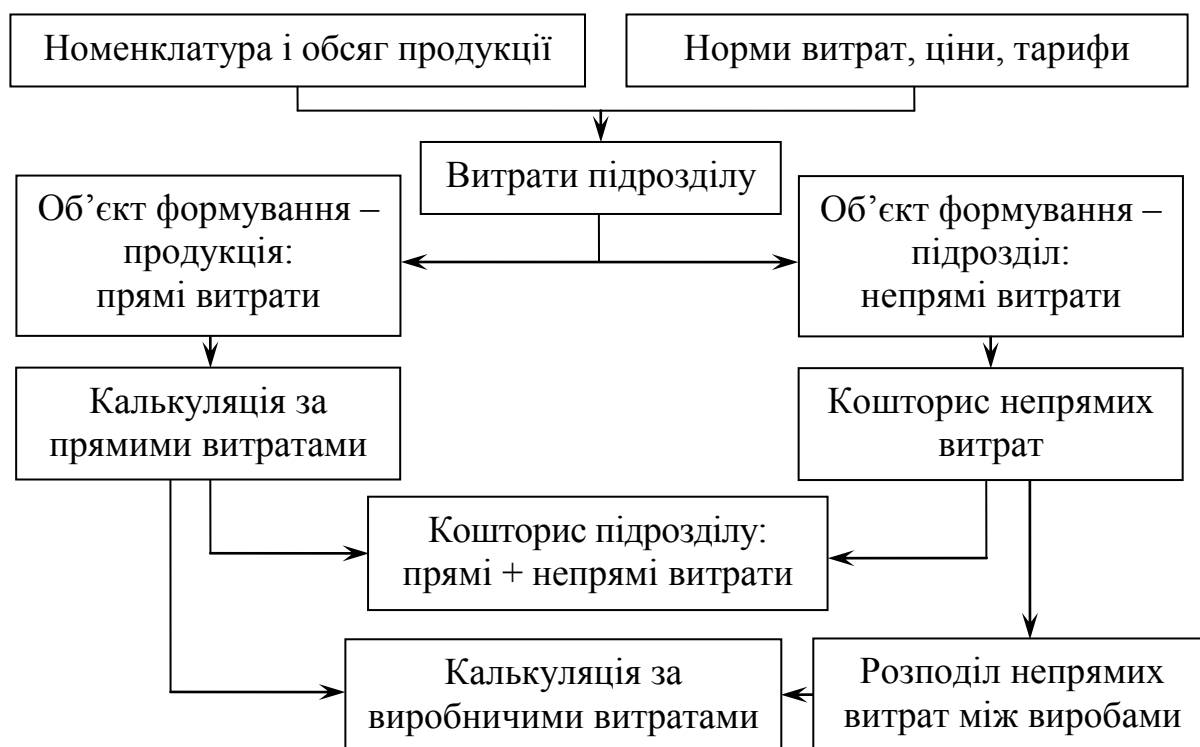 Номенклатура і обсяг продукції
Норми витрат, ціни, тарифи
Витрати підрозділу
Об’єкт формування –
продукція:
прямі витрати
Об’єкт формування –
підрозділ:
непрямі витрати
Калькуляція за
прямими витратами
Кошторис непрямих
витрат
Кошторис підрозділу:
прямі + непрямі витрати
Калькуляція за
виробничими витратами
Розподіл непрямих
витрат між виробами